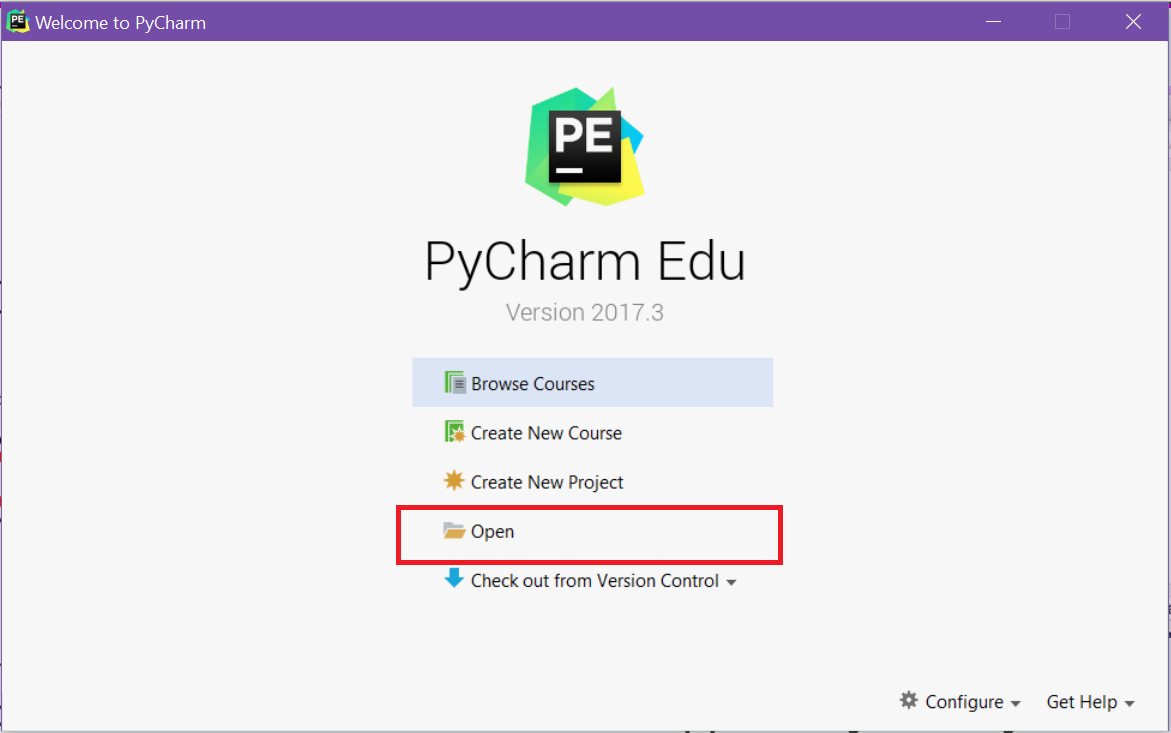 PE Welcome to PyCharm
PE
PyCharm Edu
Version 2017.3
Browse Courses
Create New Course
Create New Project
Open
Check out from Version Control
Configure Get Help